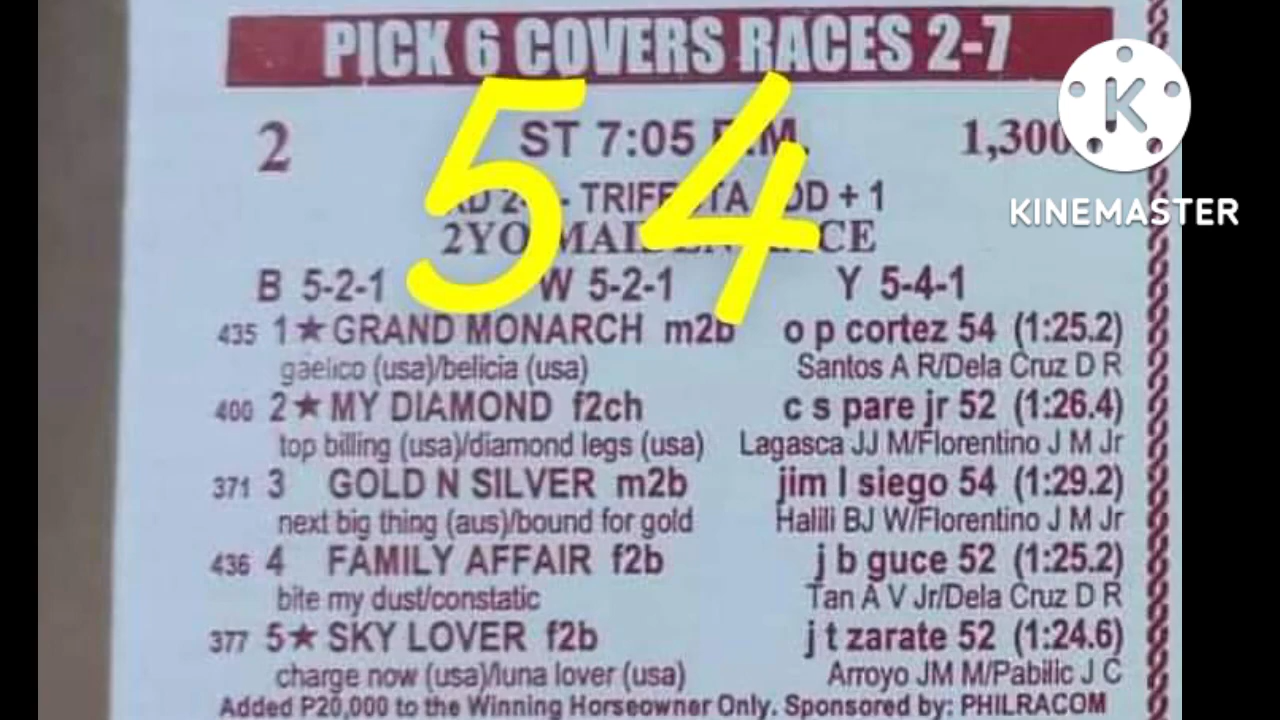 PICK 6 COVERS RACES 2-7
2 ST 7:05 P.M. 1,300
54
- TRIFECTA DD + 1
2YO MAIDEN RACE
B 5-2-1 W 5-2-1 Y 5-4-1
435 1★ GRAND MONARCH m2b o p cortez 54 (1:25.2)
gaelico (usa)/belicia (usa) Santos A R/Dela Cruz D R
400 2★ MY DIAMOND f2ch c s pare jr 52 (1:26.4)
top billing (usa)/diamond legs (usa) Lagasca JJ M/Florentino J M Jr
371 3 GOLD N SILVER m2b jim l siego 54 (1:29.2)
next big thing (aus)/bound for gold Halili BJ W/Florentino J M Jr
436 4 FAMILY AFFAIR f2b j b guce 52 (1:25.2)
bite my dust/constatic Tan A V Jr/Dela Cruz D R
377 5★ SKY LOVER f2b j t zarate 52 (1:24.6)
charge now (usa)/luna lover (usa) Arroyo JM M/Pabilic J C
Added P20,000 to the Winning Horseowner Only. Sponsored by: PHILRACOM
K
KINEMASTER